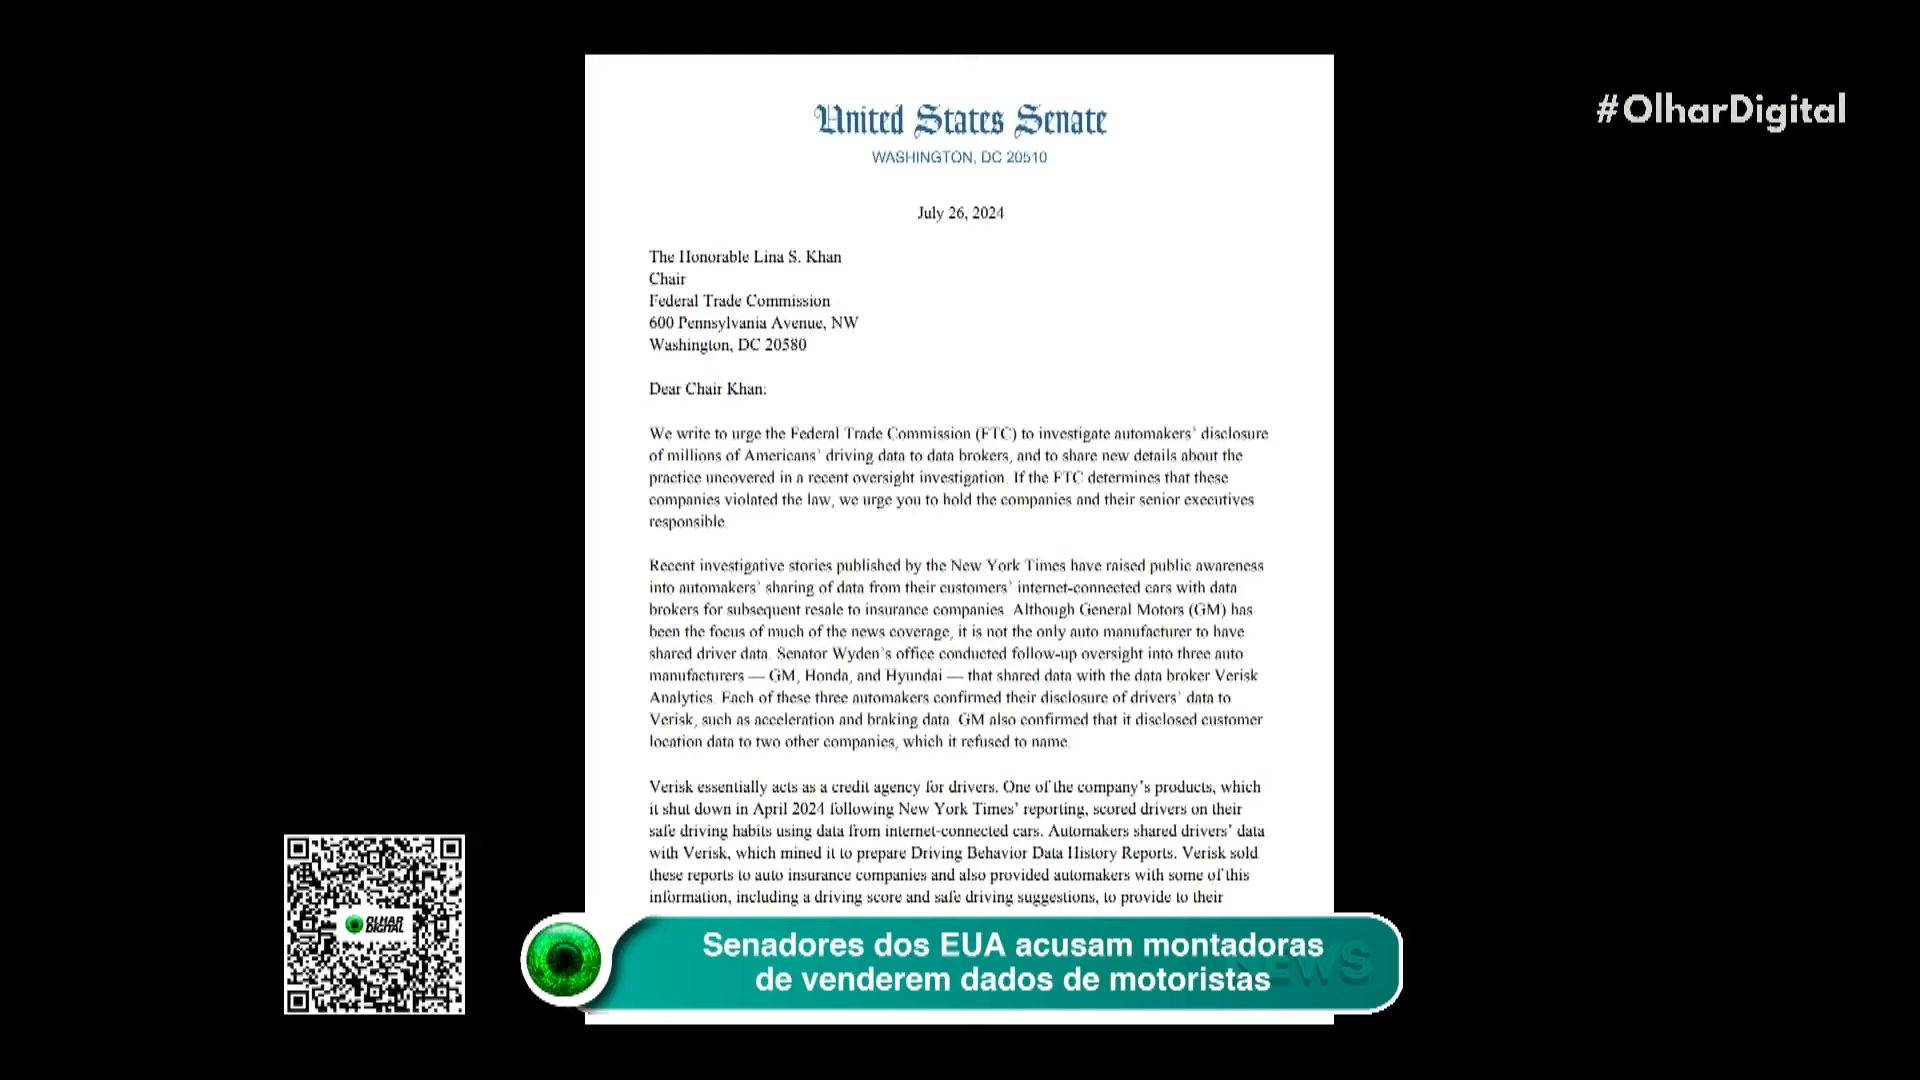 #OlharDigital
United States Senate
WASHINGTON, DC 20510
July 26, 2024
The Honorable Lina S. Khan
Chair
Federal Trade Commission
600 Pennsylvania Avenue, NW
Washington, DC 20580
Dear Chair Khan:
We write to urge the Federal Trade Commission (FTC) to investigate automakers' disclosure
of millions of Americans' driving data to data brokers, and to share new details about the
practice uncovered in a recent oversight investigation. If the FTC determines that these
companies violated the law, we urge you to hold the companies and their senior executives
responsible.
Recent investigative stories published by the New York Times have raised public awareness
into automakers' sharing of data from their customers' internet-connected cars with data
brokers for subsequent resale to insurance companies. Although General Motors (GM) has
been the focus of much of the news coverage, it is not the only auto manufacturer to have
shared driver data. Senator Wyden's office conducted follow-up oversight into three auto
manufacturers — GM, Honda, and Hyundai — that shared data with the data broker Verisk
Analytics. Each of these three automakers confirmed their disclosure of drivers' data to
Verisk, such as acceleration and braking data. GM also confirmed that it disclosed customer
location data to two other companies, which it refused to name.
Verisk essentially acts as a credit agency for drivers. One of the company's products, which
it shut down in April 2024 following New York Times' reporting, scored drivers on their
safe driving habits using data from internet-connected cars. Automakers shared drivers' data
with Verisk, which mined it to prepare Driving Behavior Data History Reports. Verisk sold
these reports to auto insurance companies and also provided automakers with some of this
information, including a driving score and safe driving suggestions, to provide to their
OLHAR
DIGITAL
Senadores dos EUA acusam montadoras
de venderem dados de motoristas
NEWS